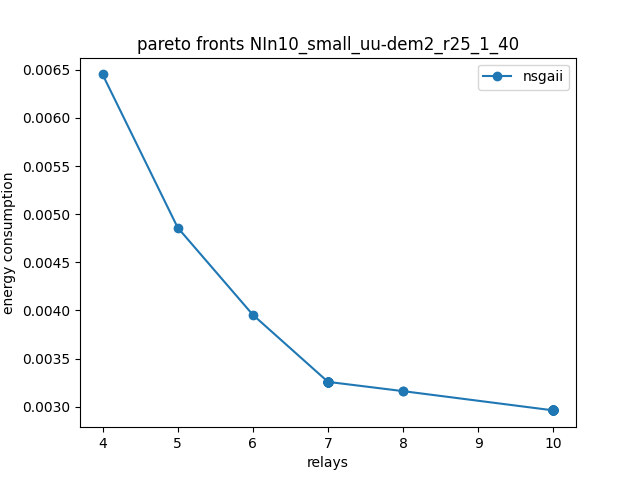 pareto fronts NIn10_small_uu-dem2_r25_1_40
nsgaii
0.0065
0.0060
0.0055
0.0050
0.0045
0.0040
0.0035
0.0030
energy consumption
4 5 6 7 8 9 10
relays